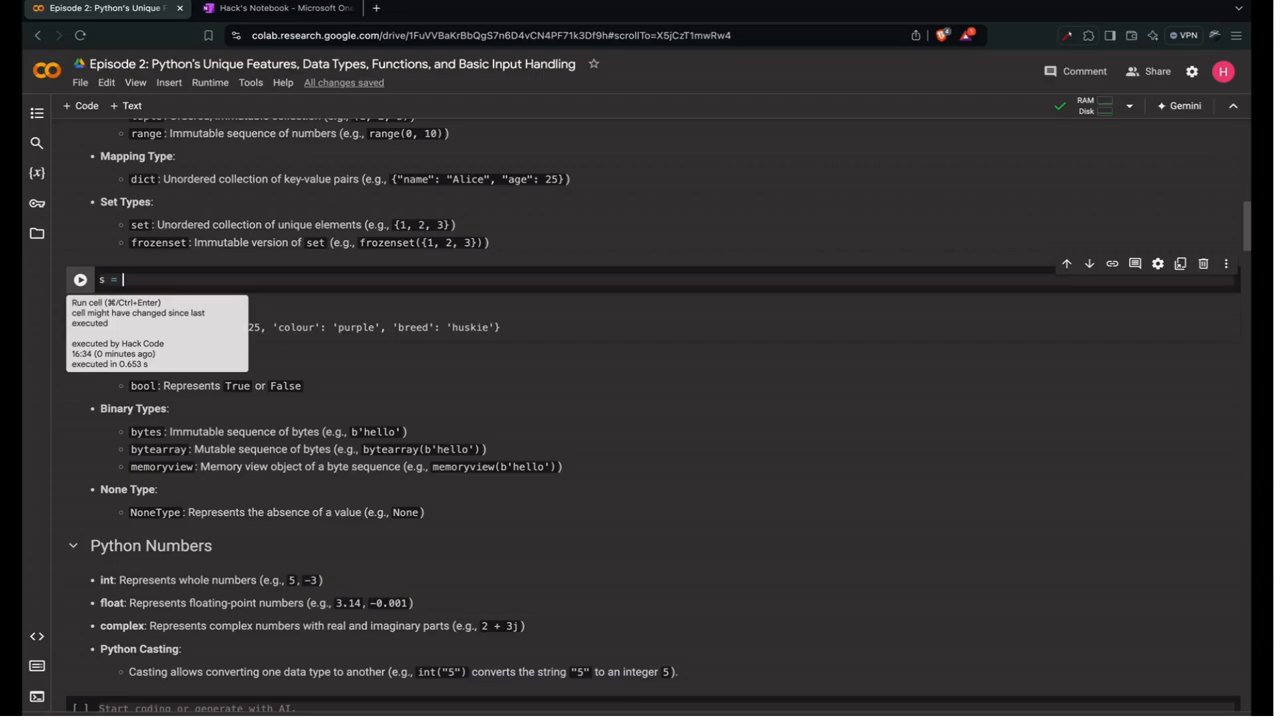 Episode 2: Python's Unique F
Hack's Notebook - Microsoft One
colab.research.google.com/drive/1FuVVBaKrBbQgS7n6D4vCN4PF71k3Df9h#scrollTo=X5jCzT1mwRw4
VPN
Episode 2: Python's Unique Features, Data Types, Functions, and Basic Input Handling
Comment
Share
H
File Edit View Insert Runtime Tools Help All changes saved
+ Code + Text
RAM
Disk
Gemini
range: Immutable sequence of numbers (e.g., range(0, 10))
Mapping Type:
dict: Unordered collection of key-value pairs (e.g., {"name": "Alice", "age": 25})
Set Types:
set: Unordered collection of unique elements (e.g., {1, 2, 3})
frozenset: Immutable version of set (e.g., frozenset({1, 2, 3}))
s =
Run cell (⌘/Ctrl+Enter)
cell might have changed since last
executed
executed by Hack Code
16:34 (0 minutes ago)
executed in 0.653 s
25, 'colour': 'purple', 'breed': 'huskie'}
bool: Represents True or False
Binary Types:
bytes: Immutable sequence of bytes (e.g., b'hello')
bytearray: Mutable sequence of bytes (e.g., bytearray(b'hello'))
memoryview: Memory view object of a byte sequence (e.g., memoryview(b'hello'))
None Type:
NoneType: Represents the absence of a value (e.g., None)
Python Numbers
int: Represents whole numbers (e.g., 5, -3)
float: Represents floating-point numbers (e.g., 3.14, -0.001)
complex: Represents complex numbers with real and imaginary parts (e.g., 2 + 3j)
Python Casting:
Casting allows converting one data type to another (e.g., int("5") converts the string "5" to an integer 5).
[ ] Start coding or generate with AI.